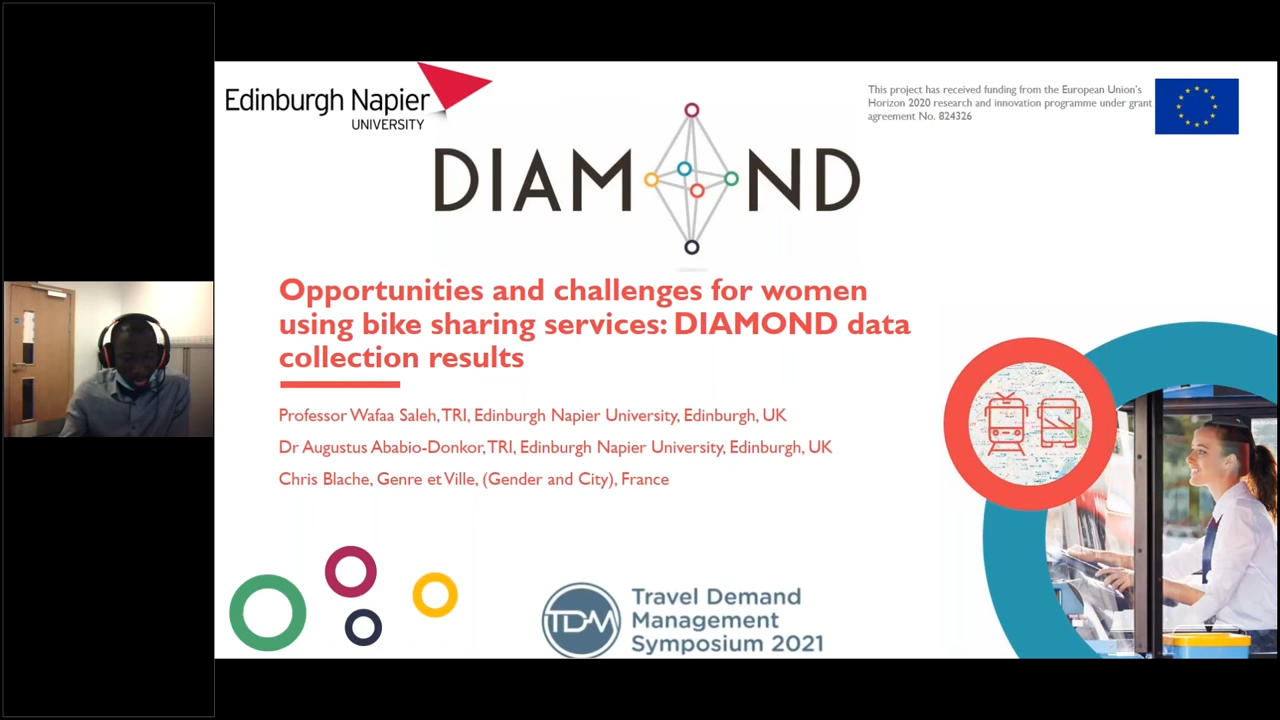 Edinburgh Napier
UNIVERSITY
This project has received funding from the European Union's
Horizon 2020 research and innovation programme under grant
agreement No. 824326
DIAMOND
Opportunities and challenges for women
using bike sharing services: DIAMOND data
collection results
Professor Wafaa Saleh, TRI, Edinburgh Napier University, Edinburgh, UK
Dr Augustus Ababio-Donkor, TRI, Edinburgh Napier University, Edinburgh, UK
Chris Blache, Genre et Ville, (Gender and City), France
TDM
Travel Demand
Management
Symposium 2021